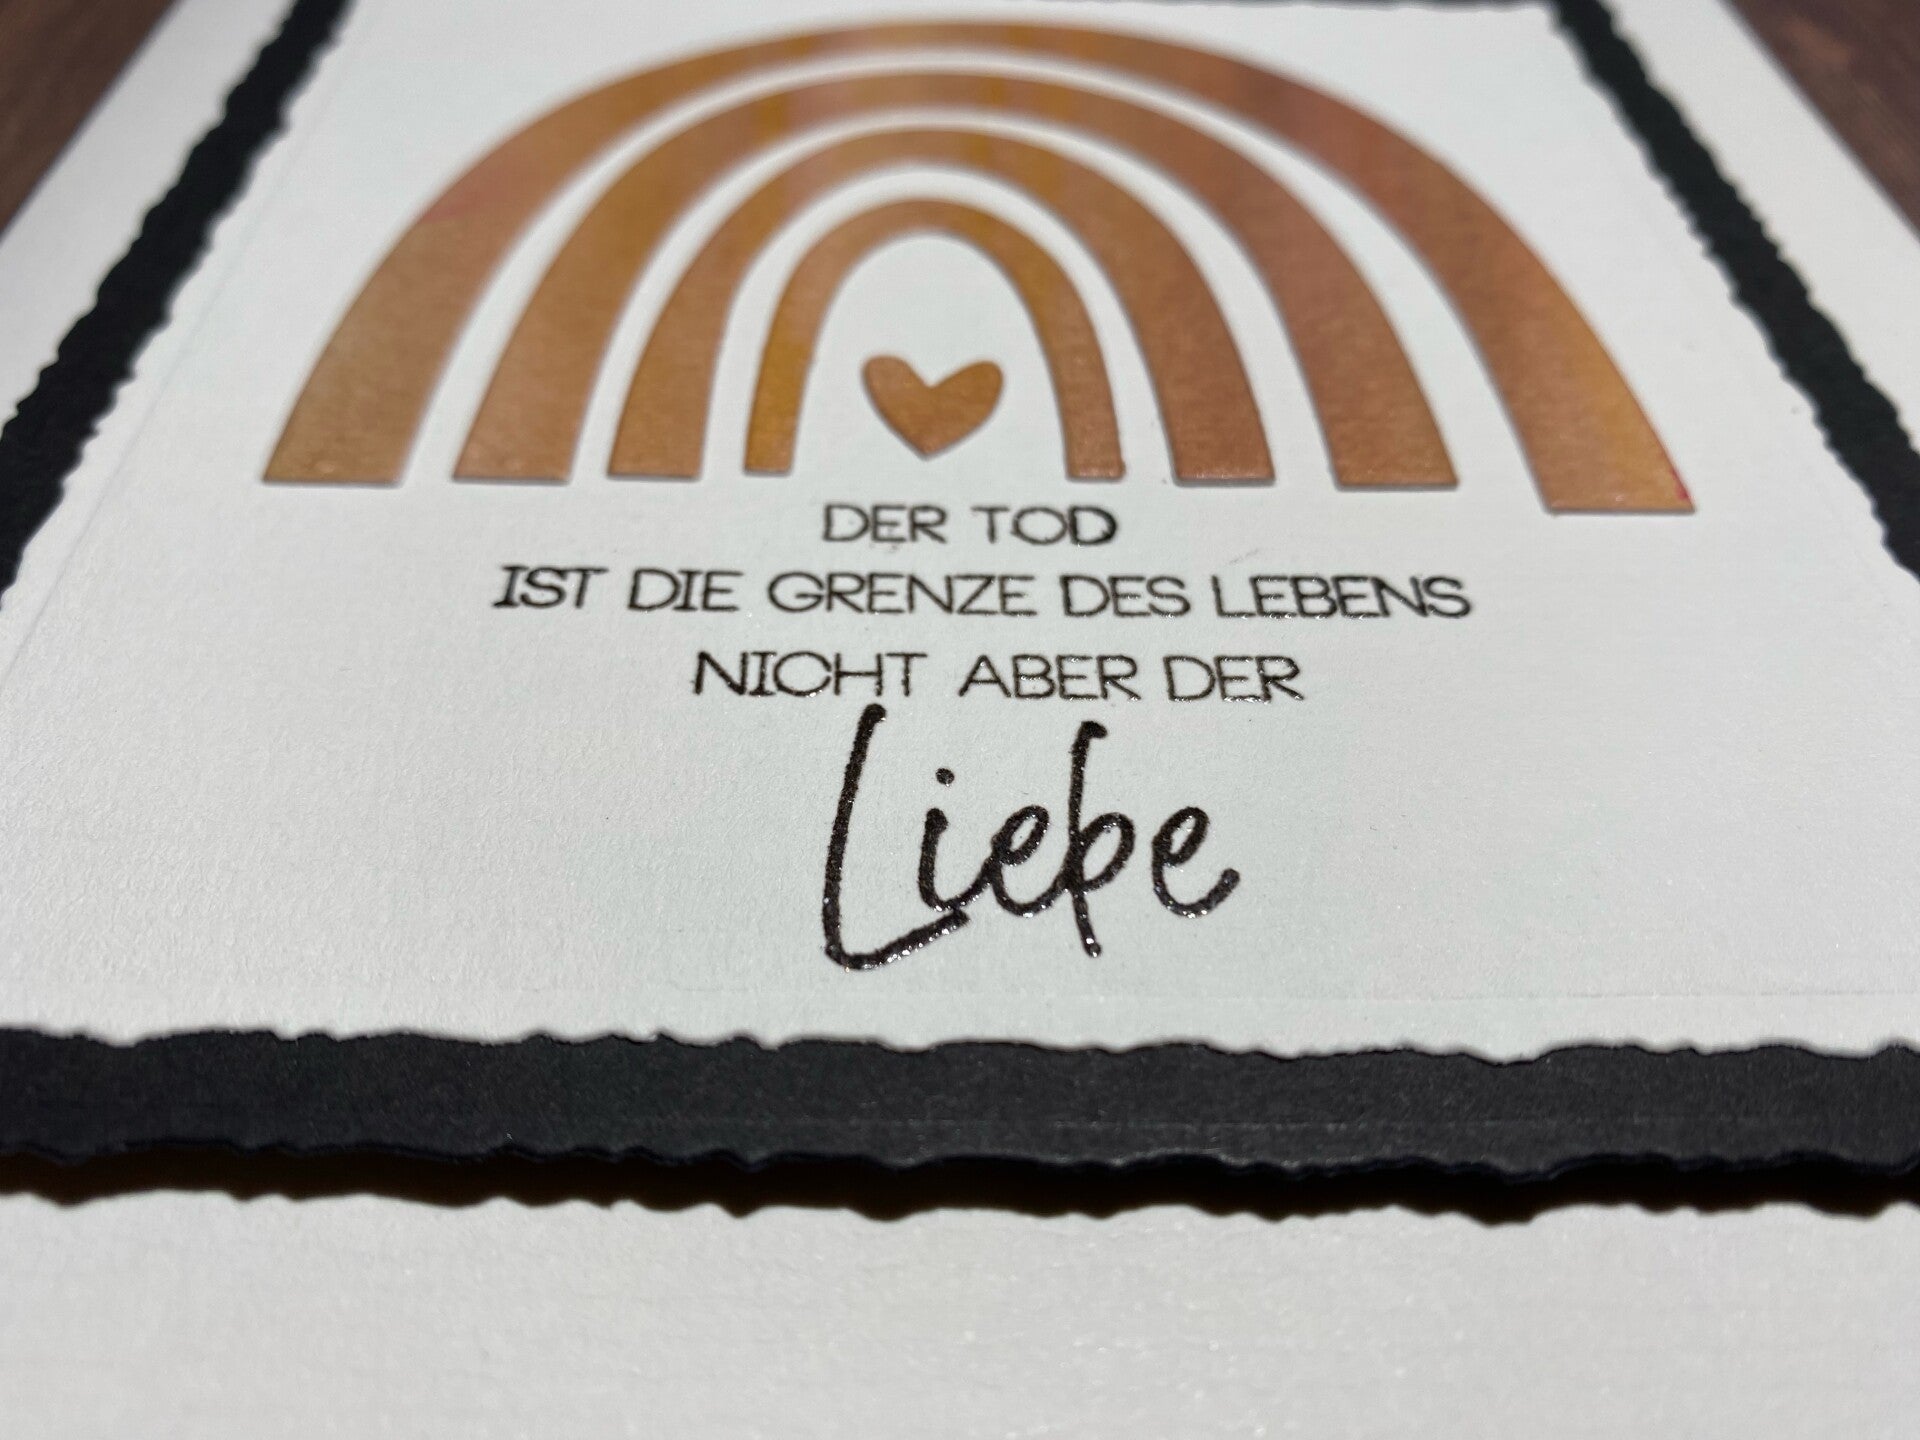 DER TOD
IST DIE GRENZE DES LEBENS
NICHT ABER DER
Liebe